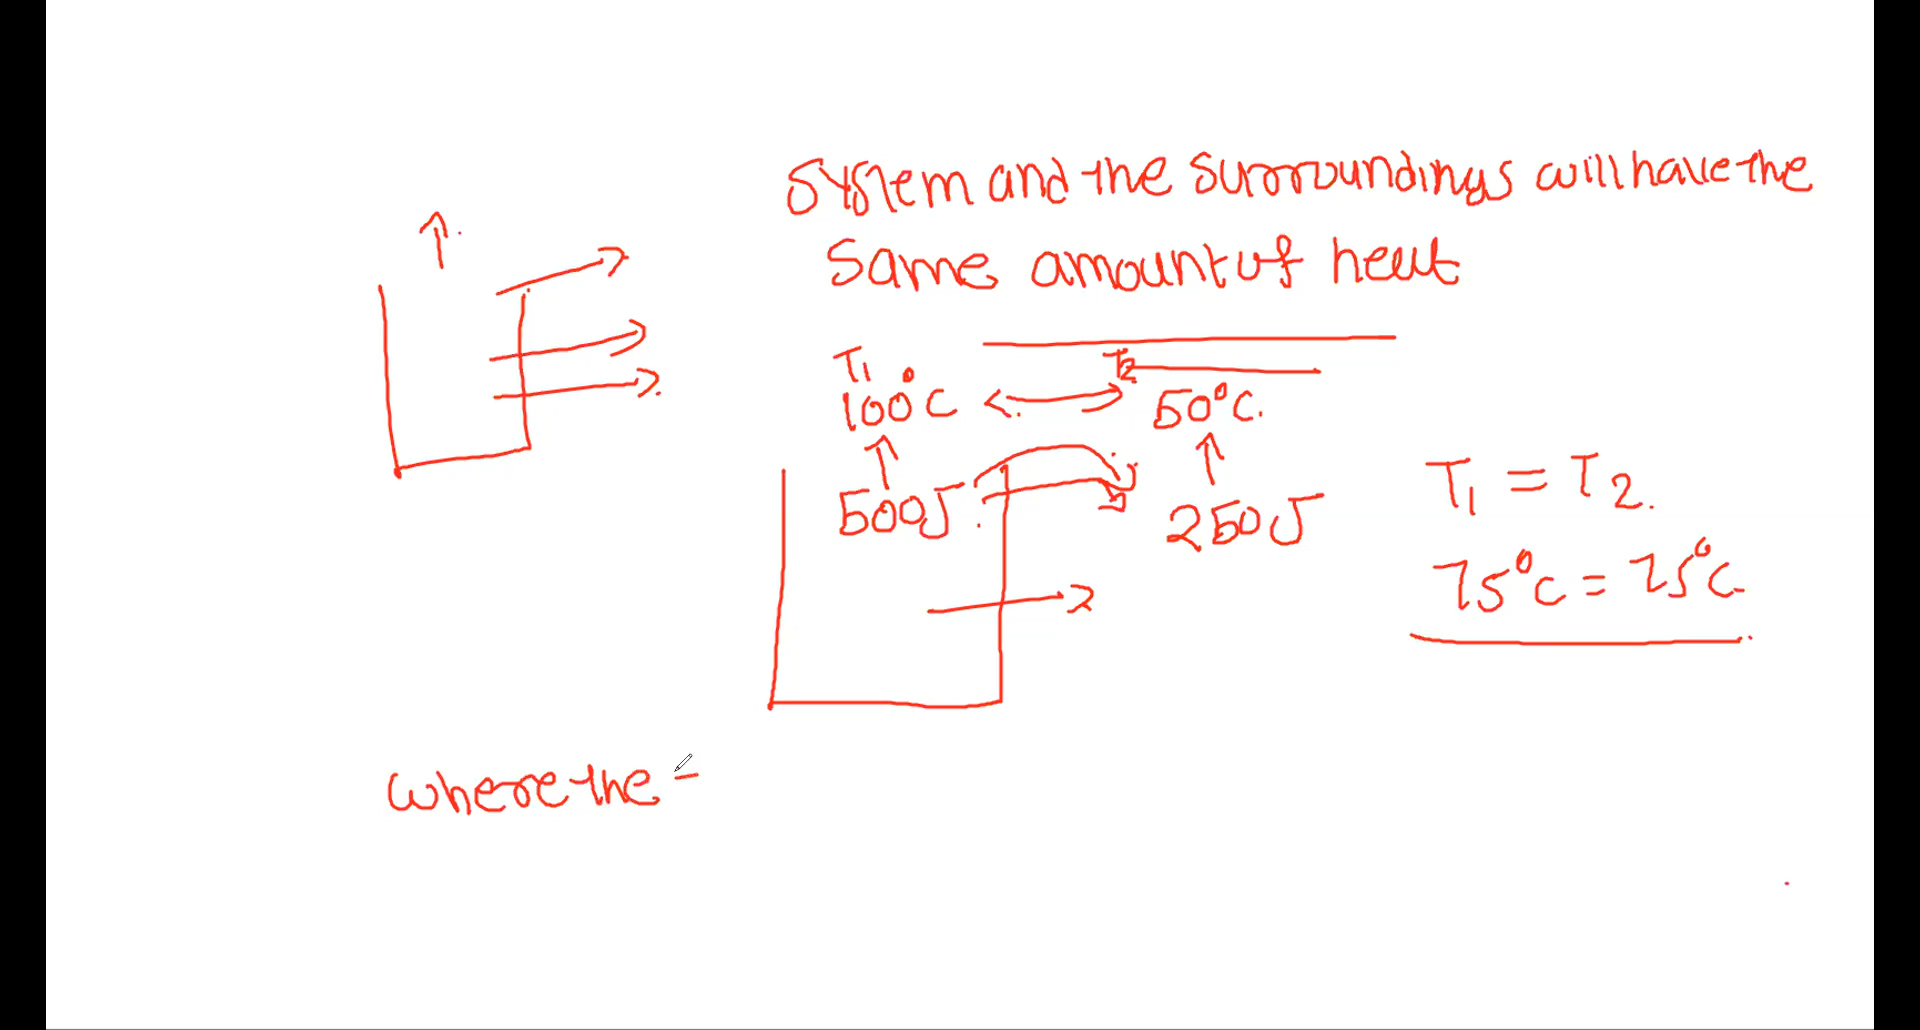 System and the surroundings will have the
same amount of heat
T1
T2
100°C
50°C.
500J
250J
T1 = T2.
75°C = 75°C
where the